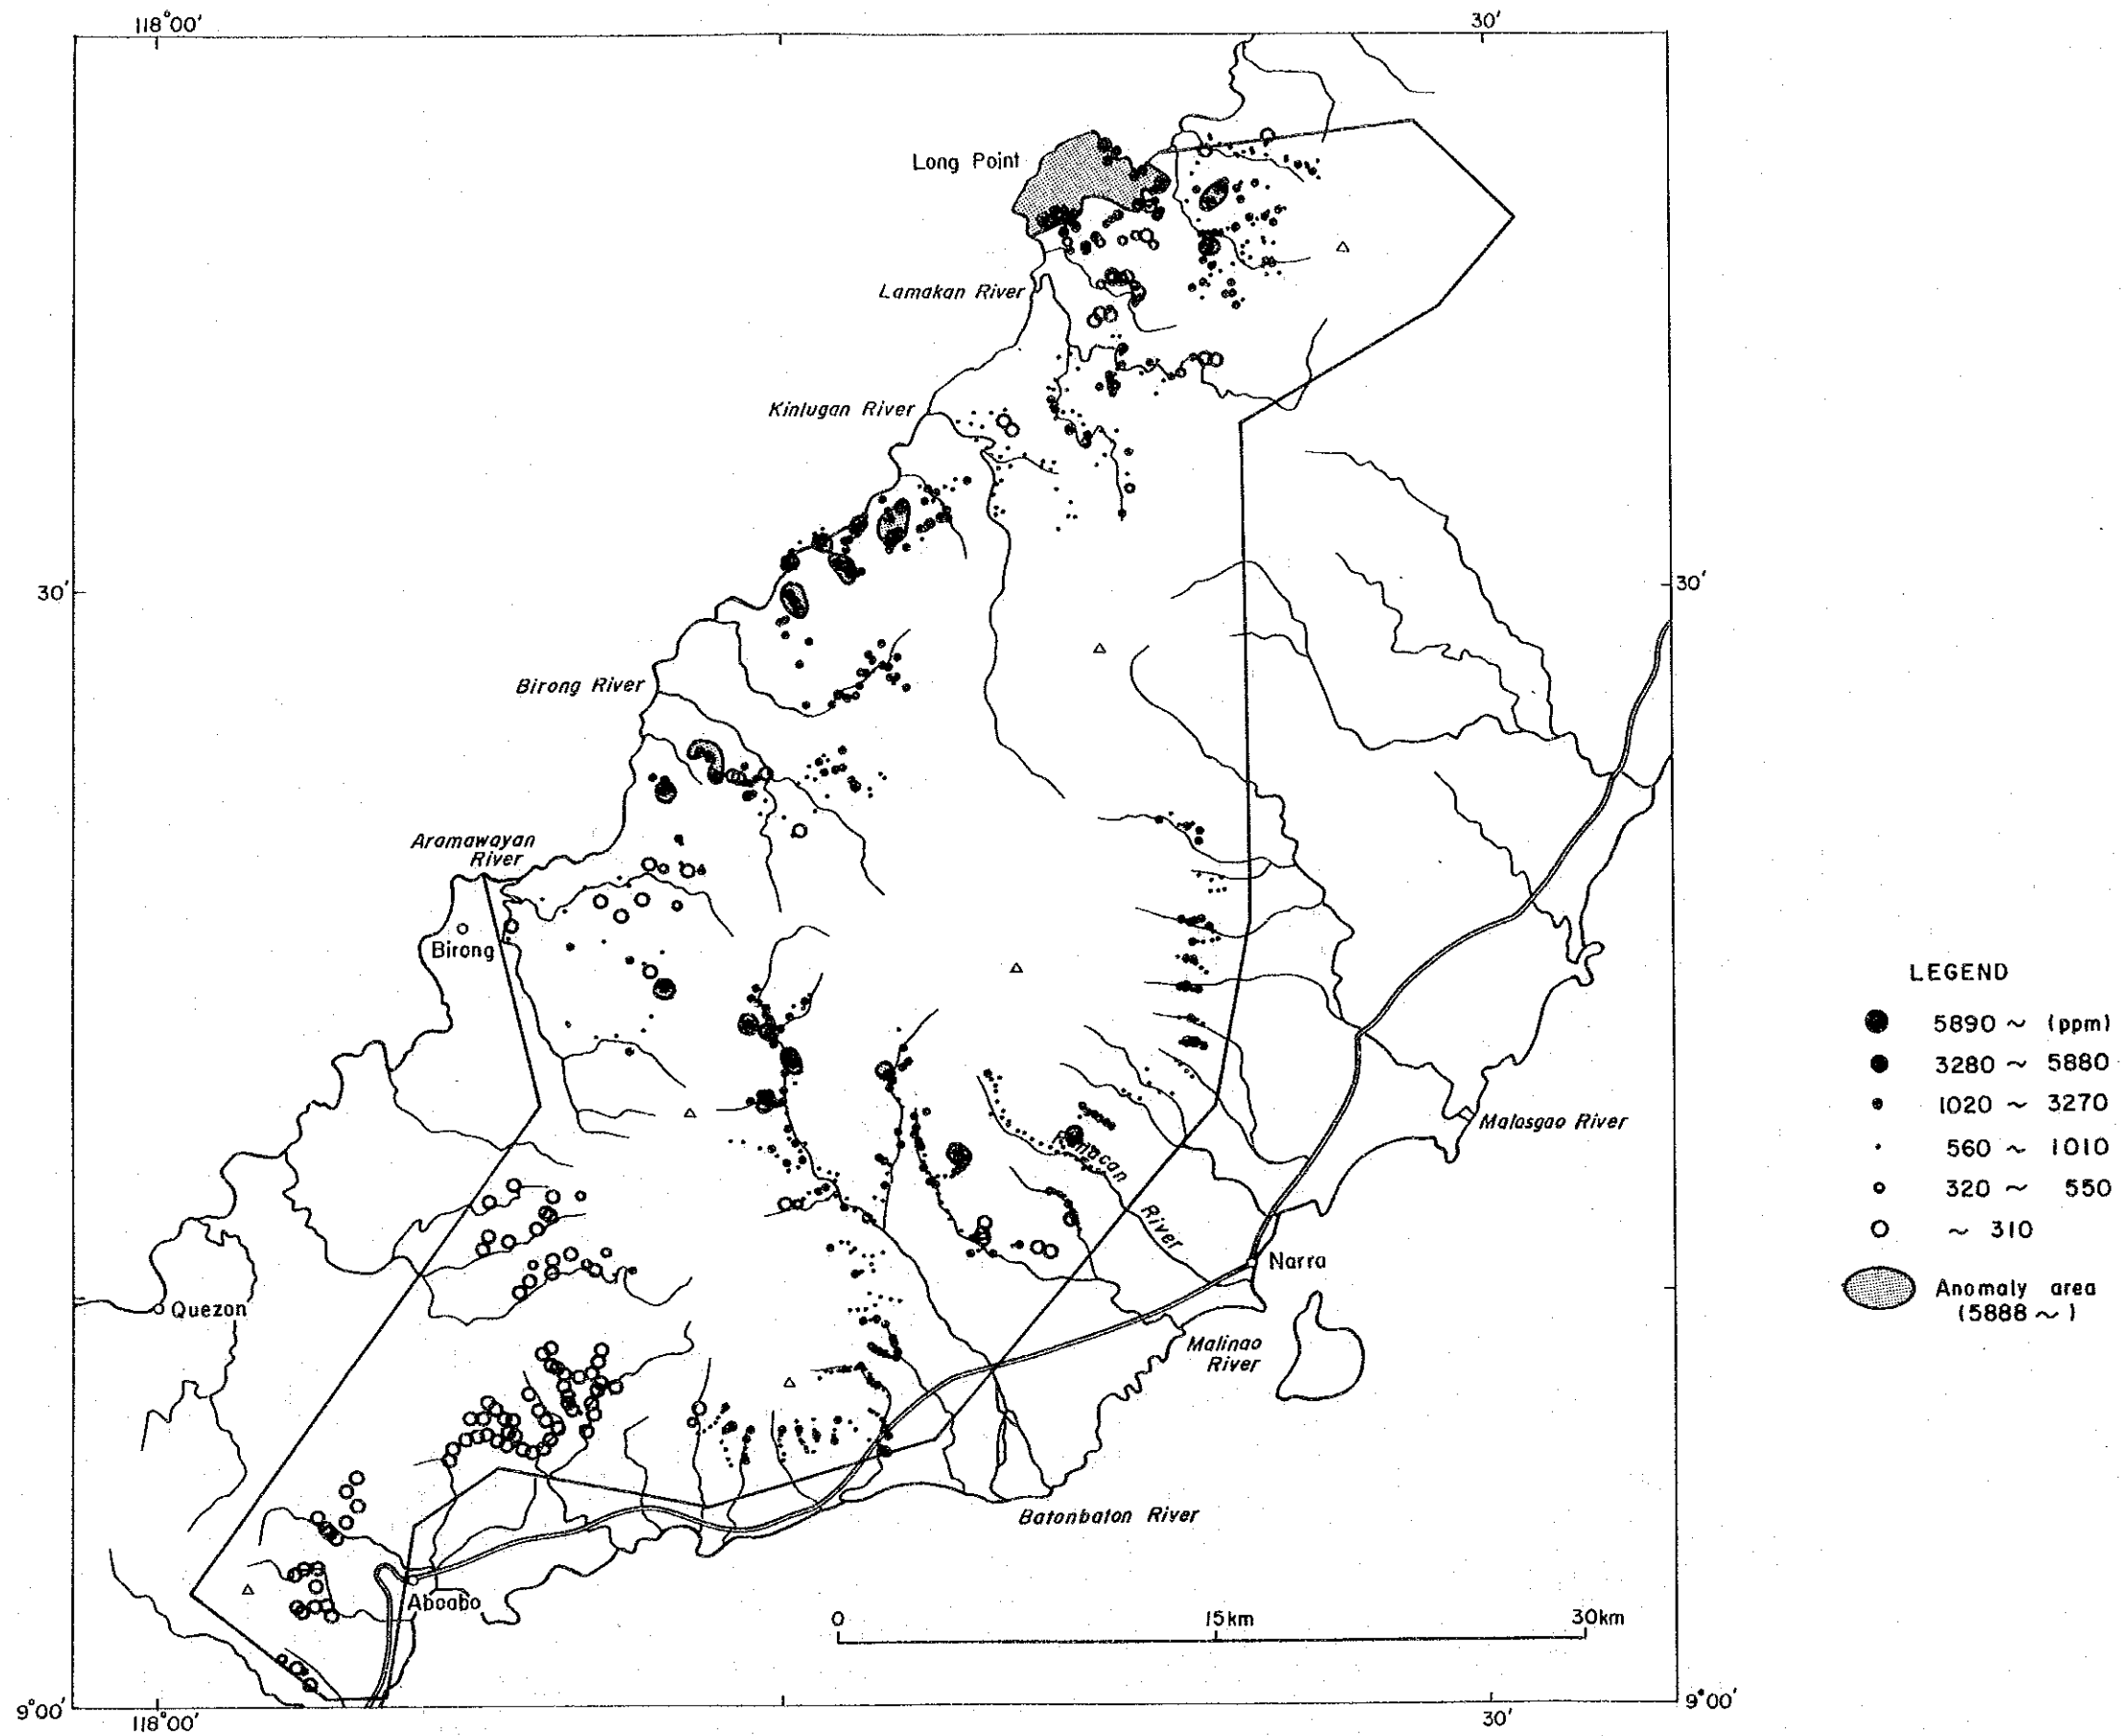 118°00'
30'
Long Point
Lamakan River
Kinlugan River
30'
30'
Birong River
Aramawayan
River
Birong
LEGEND
5890 ~ (ppm)
3280 ~ 5880
1020 ~ 3270
560 ~ 1010
320 ~ 550
~ 310
Anomaly area
(5888 ~ )
Malasgao River
River
Narra
Quezon
Malinao
River
Batonbaton River
Aboabo
0
15km
30km
9°00'
9°00'
118°00'
30'